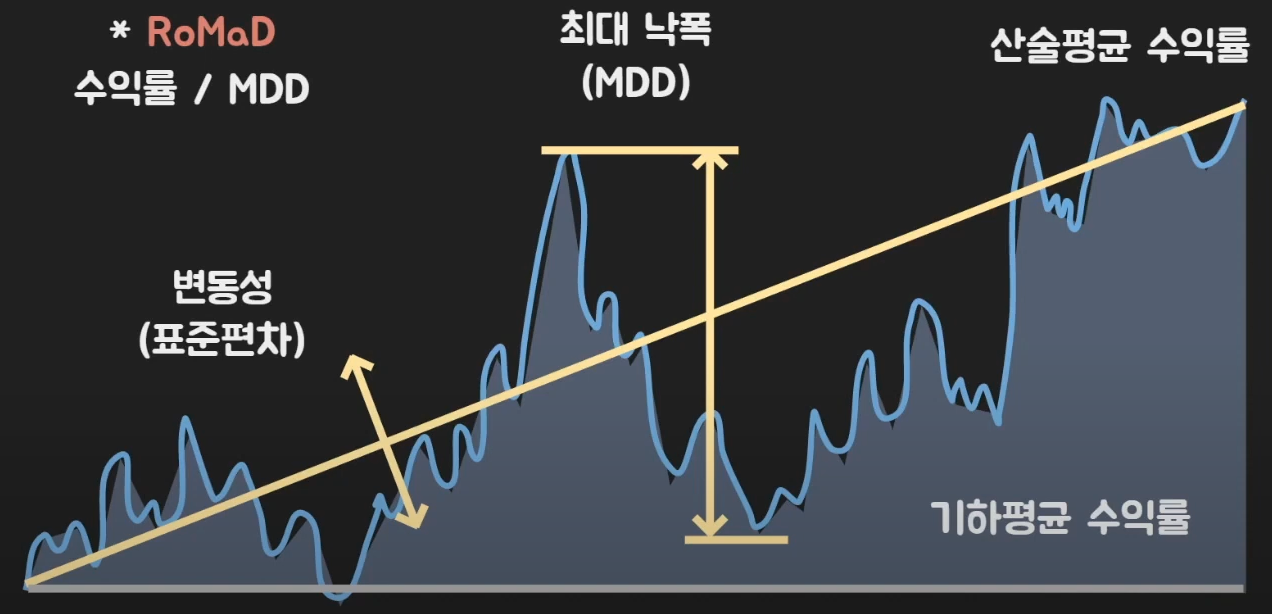 * RoMaD
수익률 / MDD
최대 낙폭
(MDD)
산술평균 수익률
변동성
(표준편차)
기하평균 수익률